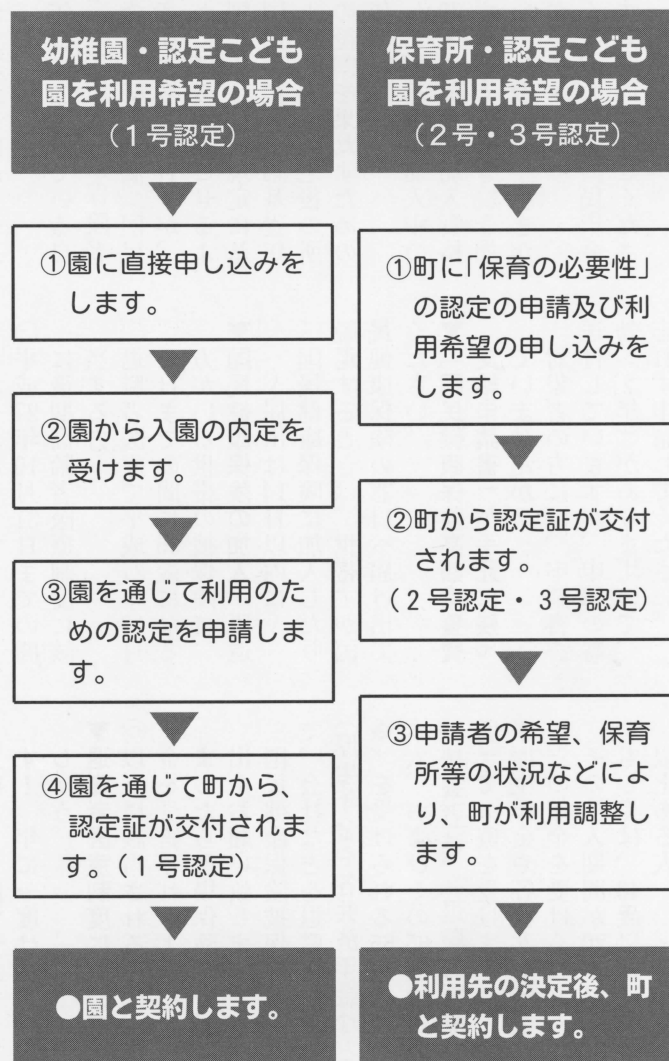 幼稚園・認定こども
園を利用希望の場合
（1号認定）
①園に直接申し込みを
します。
②園から入園の内定を
受けます。
③園を通じて利用のた
めの認定を申請しま
す。
④園を通じて町から、
認定証が交付されま
す。（1号認定）
●園と契約します。
保育所・認定こども
園を利用希望の場合
（2号・3号認定）
①町に「保育の必要性」
の認定の申請及び利
用希望の申し込みを
します。
②町から認定証が交付
されます。
（2号認定・3号認定）
③申請者の希望、保育
所等の状況などによ
り、町が利用調整し
ます。
●利用先の決定後、町
と契約します。